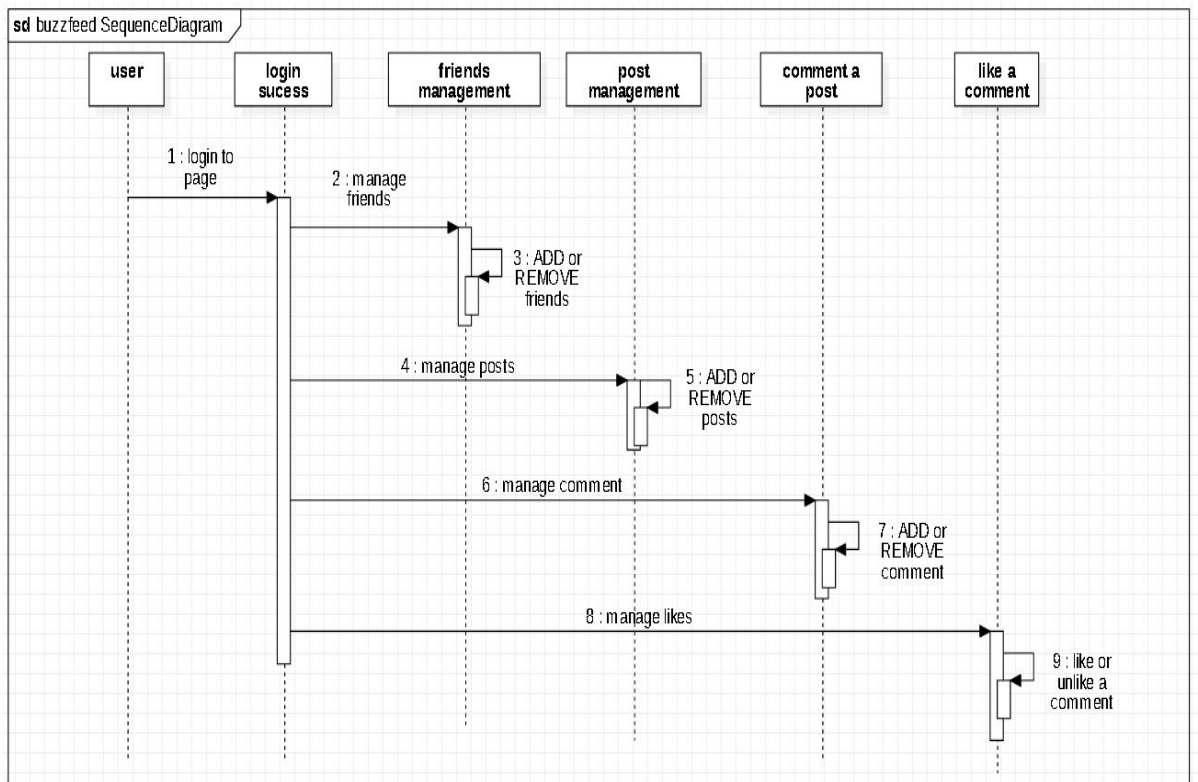 sd buzzfeed SequenceDiagram
user
login
sucess
friends
management
post
management
comment a
post
like a
comment
1 : login to
page
2 : manage
friends
3 : ADD or
REMOVE
friends
4 : manage posts
5 : ADD or
REMOVE
posts
6 : manage comment
7 : ADD or
REMOVE
comment
8 : manage likes
9 : like or
unlike a
comment